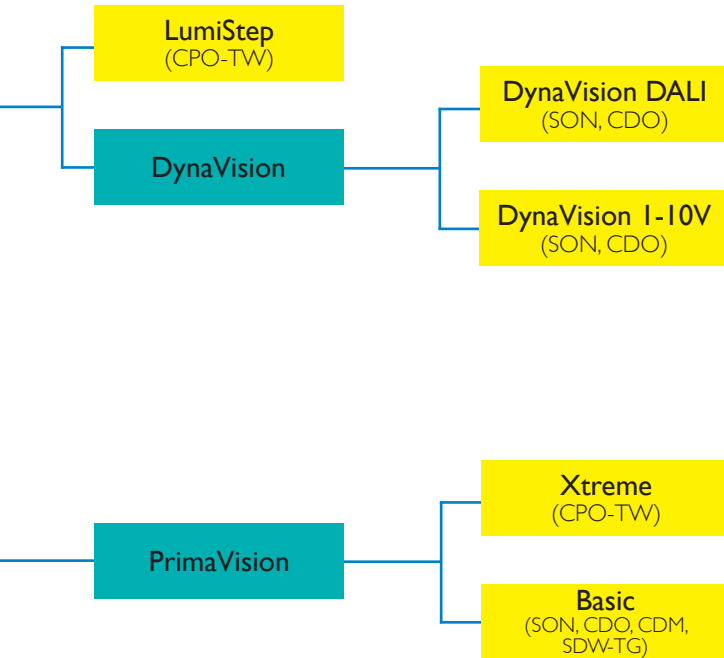 LumiStep
(CPO-TW)
DynaVision
DynaVision DALI
(SON, CDO)
DynaVision 1-10V
(SON, CDO)
PrimaVision
Xtreme
(CPO-TW)
Basic
(SON, CDO, CDM,
SDW-TG)